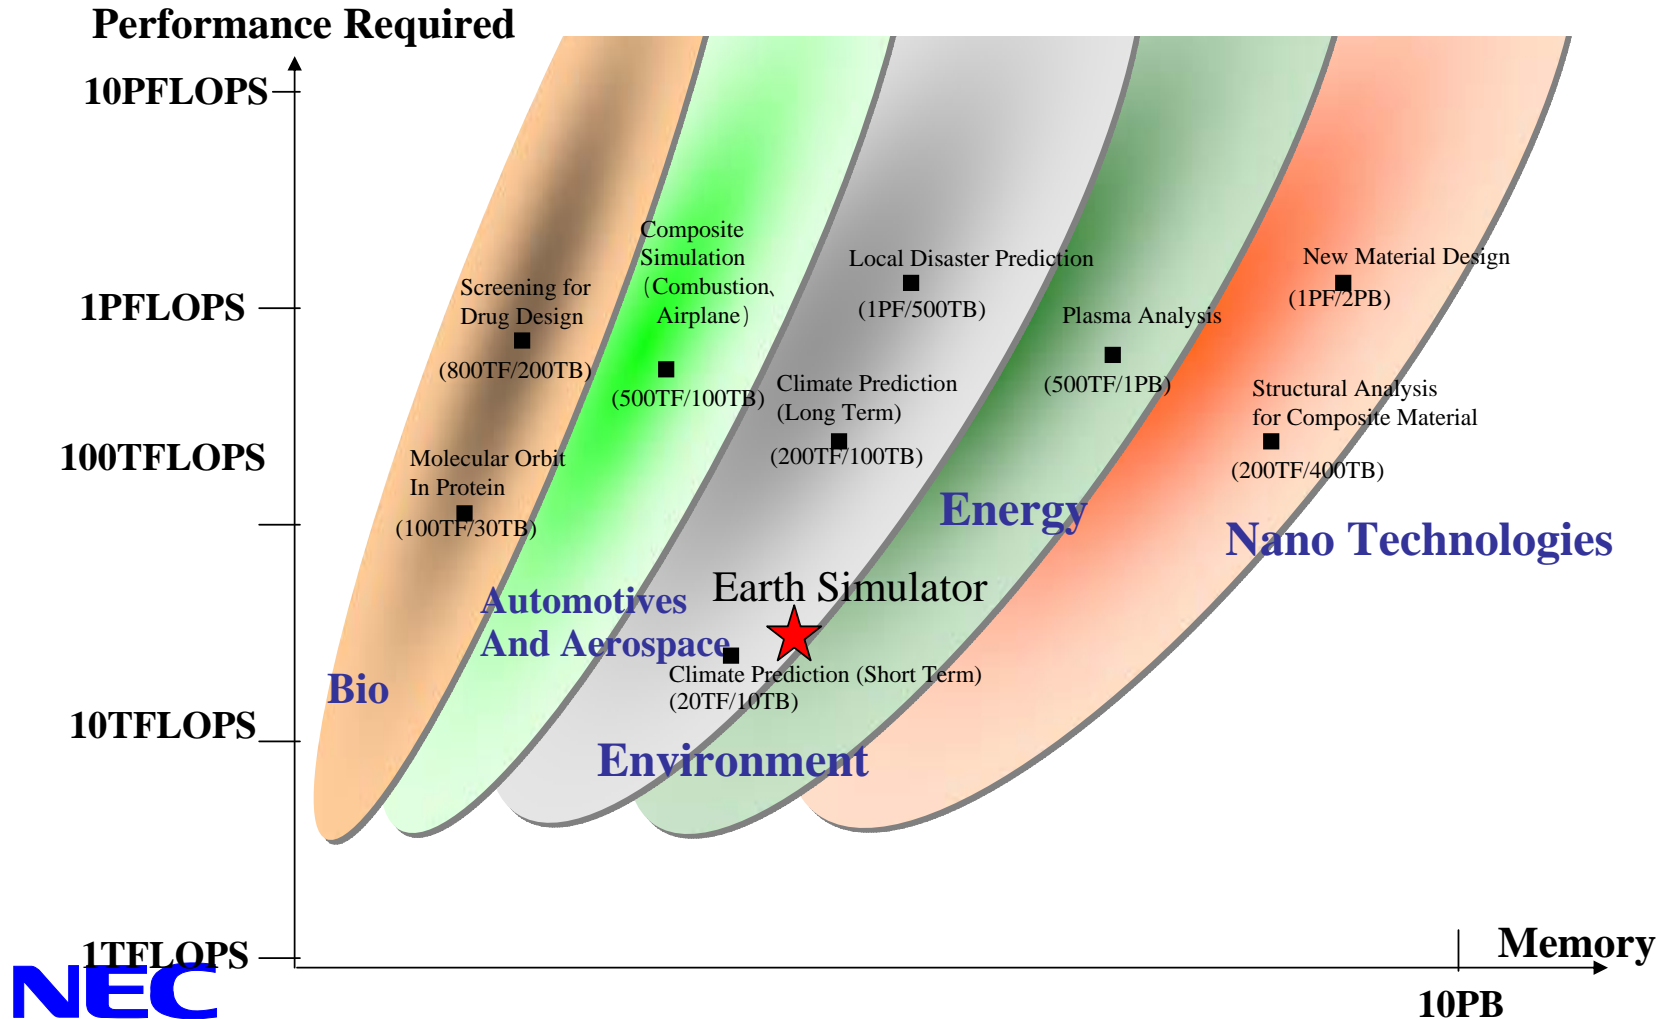 Performance Required
10PFLOPS
1PFLOPS
100TFLOPS
10TFLOPS
1TFLOPS
Screening for
Drug Design
(800TF/200TB)
Molecular Orbit
In Protein
(100TF/30TB)
Bio
Composite
Simulation
(Combustion、
Airplane)
(500TF/100TB)
Automotives
And Aerospace
Local Disaster Prediction
(1PF/500TB)
Climate Prediction
(Long Term)
(200TF/100TB)
Earth Simulator
Climate Prediction (Short Term)
(20TF/10TB)
Environment
Plasma Analysis
(500TF/1PB)
Energy
New Material Design
(1PF/2PB)
Structural Analysis
for Composite Material
(200TF/400TB)
Nano Technologies
Memory
10PB
NEC